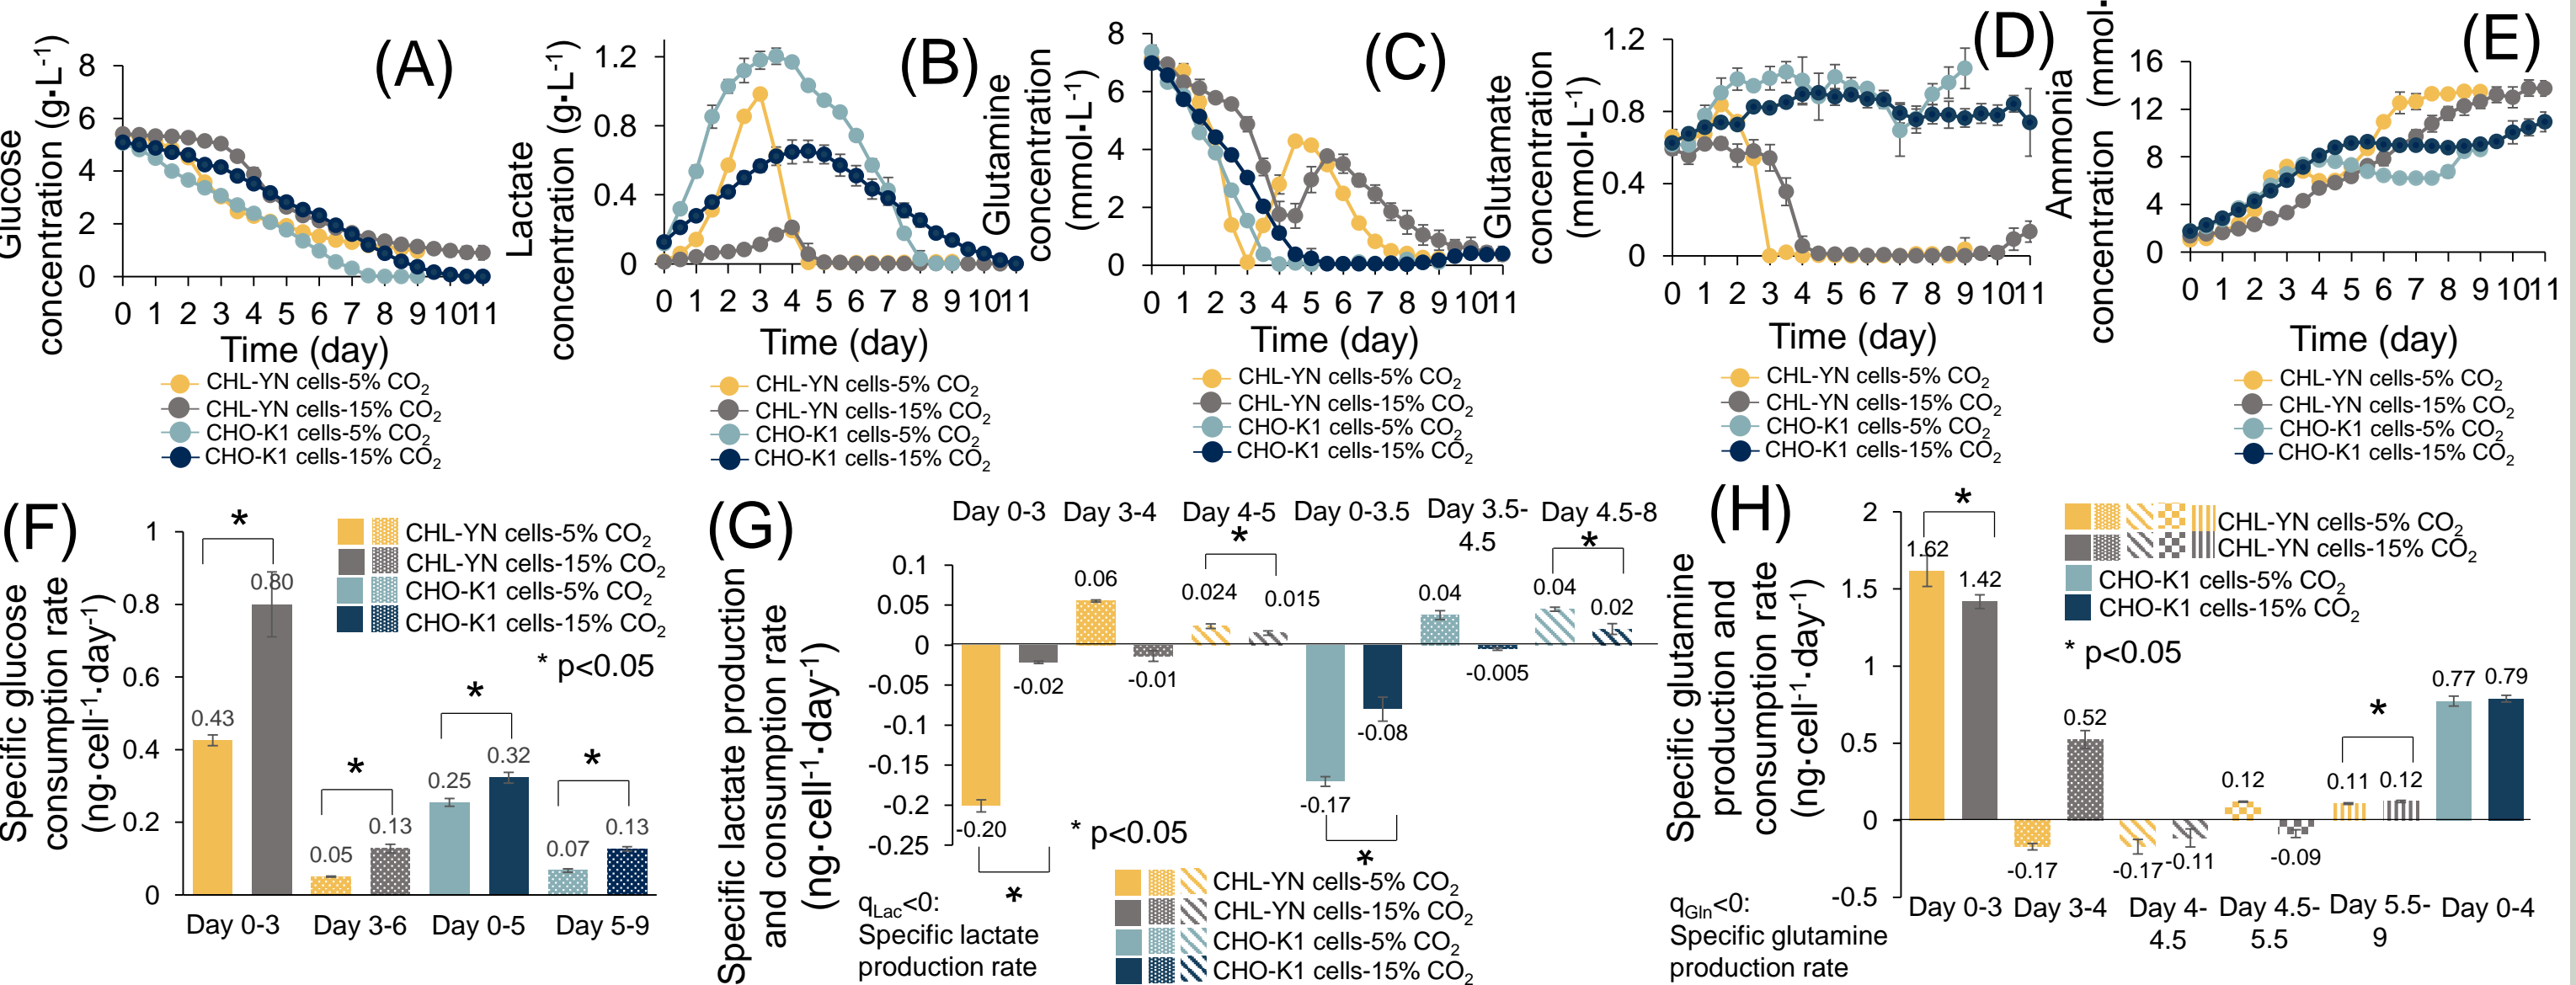 (A)
Glucose
concentration (g·L⁻¹)
8
6
4
2
0
0 1 2 3 4 5 6 7 8 9 10 11
Time (day)
CHL-YN cells-5% CO₂
CHL-YN cells-15% CO₂
CHO-K1 cells-5% CO₂
CHO-K1 cells-15% CO₂
(B)
Lactate
concentration (g·L⁻¹)
1.2
0.8
0.4
0
0 1 2 3 4 5 6 7 8 9 10 11
Time (day)
CHL-YN cells-5% CO₂
CHL-YN cells-15% CO₂
CHO-K1 cells-5% CO₂
CHO-K1 cells-15% CO₂
(C)
Glutamine
concentration
(mmol·L⁻¹)
8
6
4
2
0
0 1 2 3 4 5 6 7 8 9 10 11
Time (day)
CHL-YN cells-5% CO₂
CHL-YN cells-15% CO₂
CHO-K1 cells-5% CO₂
CHO-K1 cells-15% CO₂
(D)
Glutamate
concentration
(mmol·L⁻¹)
1.2
0.8
0.4
0
0 1 2 3 4 5 6 7 8 9 10 11
Time (day)
CHL-YN cells-5% CO₂
CHL-YN cells-15% CO₂
CHO-K1 cells-5% CO₂
CHO-K1 cells-15% CO₂
(E)
Ammonia
concentration (mmol·
16
12
8
4
0
0 1 2 3 4 5 6 7 8 9 10 11
Time (day)
CHL-YN cells-5% CO₂
CHL-YN cells-15% CO₂
CHO-K1 cells-5% CO₂
CHO-K1 cells-15% CO₂
(F)
Specific glucose
consumption rate
(ng·cell⁻¹·day⁻¹)
1
0.8
0.6
0.4
0.2
0
* * * *
0.43 0.80 0.05 0.13 0.25 0.32 0.07 0.13
Day 0-3 Day 3-6 Day 0-5 Day 5-9
CHL-YN cells-5% CO₂
CHL-YN cells-15% CO₂
CHO-K1 cells-5% CO₂
CHO-K1 cells-15% CO₂
* p<0.05
(G)
Specific lactate production
and consumption rate
(ng·cell⁻¹·day⁻¹)
Day 0-3 Day 3-4 Day 4-5 Day 0-3.5 Day 3.5-4.5 Day 4.5-8
0.1
0.05
0
-0.05
-0.1
-0.15
-0.2
-0.25
* * * *
-0.20 -0.02 0.06 -0.01 0.024 0.015 -0.17 -0.08 0.04 -0.005 0.04 0.02
* p<0.05
qLac<0:
Specific lactate
production rate
CHL-YN cells-5% CO₂
CHL-YN cells-15% CO₂
CHO-K1 cells-5% CO₂
CHO-K1 cells-15% CO₂
(H)
Specific glutamine
production and
consumption rate
(ng·cell⁻¹·day⁻¹)
2
1.5
1
0.5
0
-0.5
* *
1.62 1.42 -0.17 0.52 -0.17 -0.11 0.12 -0.09 0.11 0.12 0.77 0.79
CHL-YN cells-5% CO₂
CHL-YN cells-15% CO₂
CHO-K1 cells-5% CO₂
CHO-K1 cells-15% CO₂
* p<0.05
Day 0-3 Day 3-4 Day 4-4.5 Day 4.5-5.5 Day 5.5-9 Day 0-4
qGln<0:
Specific glutamine
production rate